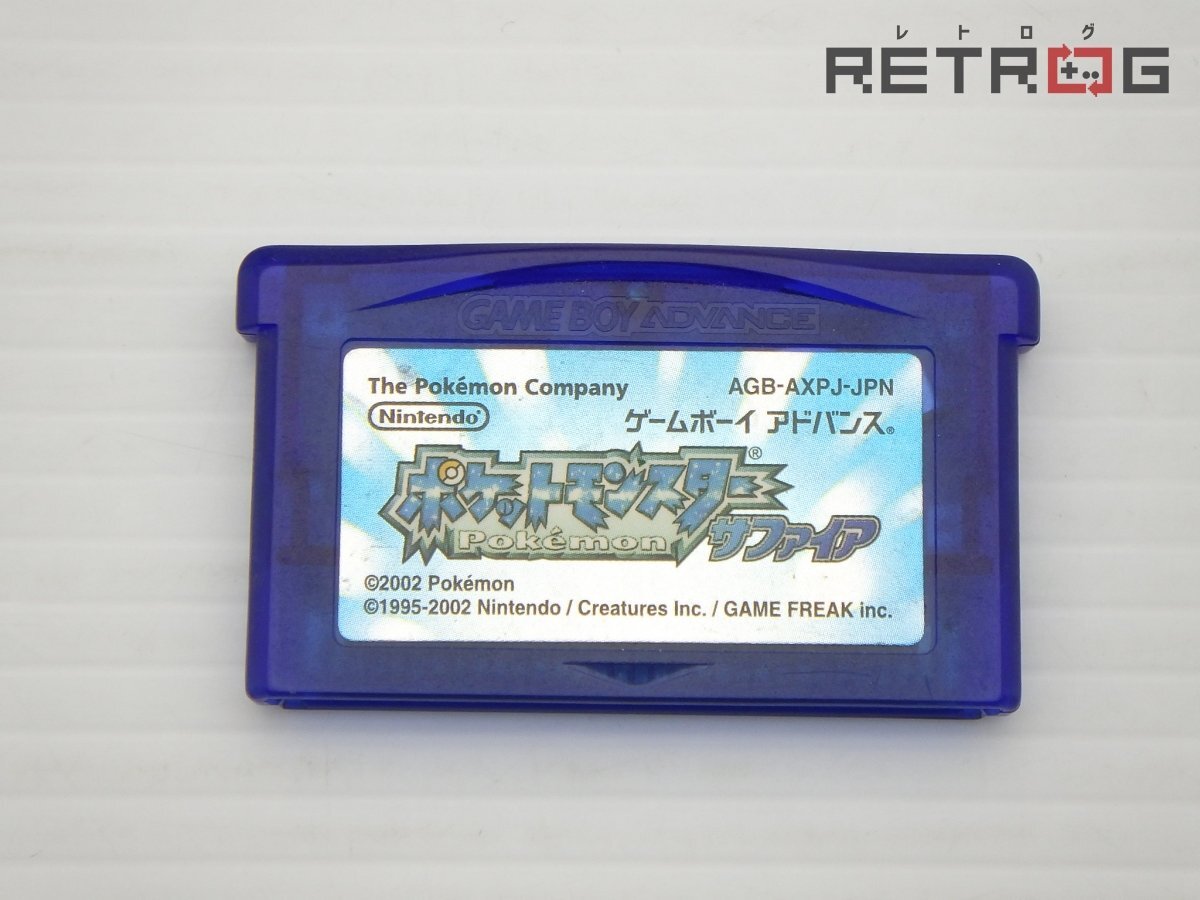 レトログ
RETROG
GAME BOY ADVANCE
The Pokémon Company AGB-AXPJ-JPN
Nintendo® ゲームボーイ アドバンス®
ポケットモンスター®
Pokémon サファイア
©2002 Pokémon
©1995-2002 Nintendo / Creatures Inc. / GAME FREAK inc.